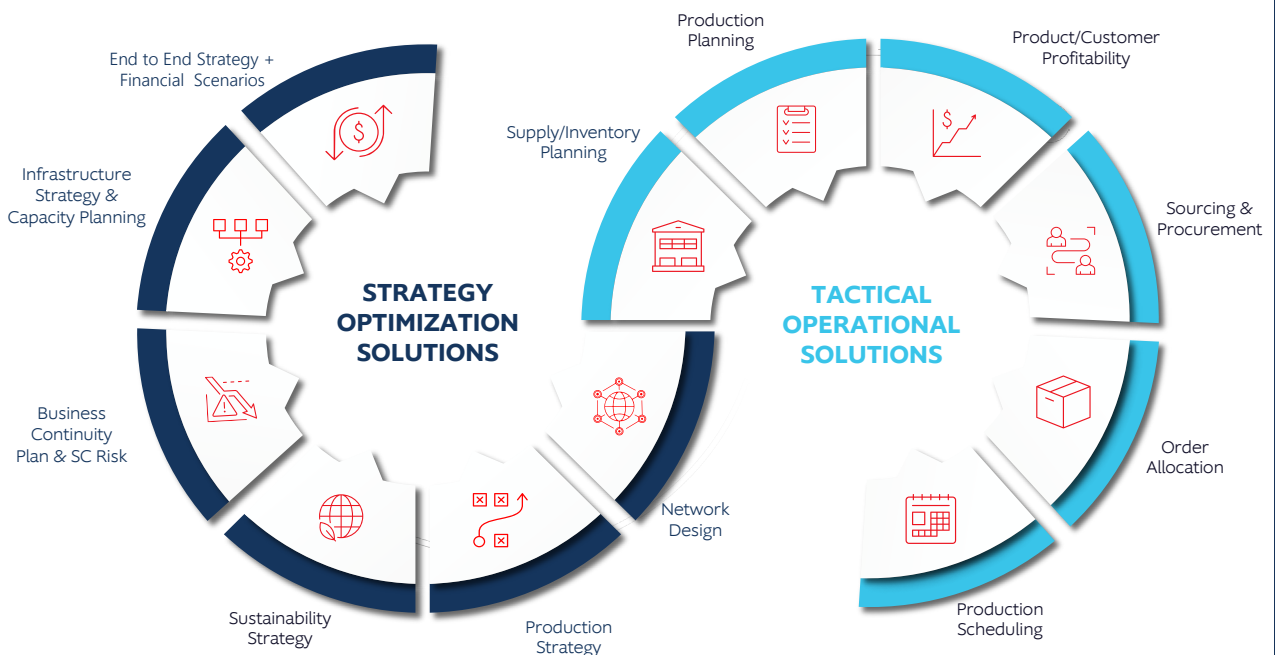 End to End Strategy +
Financial Scenarios
Infrastructure
Strategy &
Capacity Planning
Business
Continuity
Plan & SC Risk
Sustainability
Strategy
Production
Strategy
Network
Design
STRATEGY
OPTIMIZATION
SOLUTIONS
$
Supply/Inventory
Planning
Production
Planning
Product/Customer
Profitability
$
Sourcing &
Procurement
Order
Allocation
Production
Scheduling
TACTICAL
OPERATIONAL
SOLUTIONS